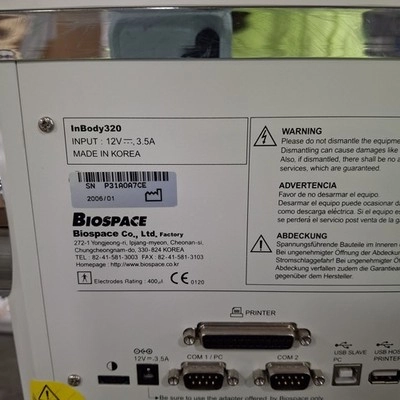 InBody320
INPUT : 12V⎓, 3.5A
MADE IN KOREA
SN P31A0A7CE
2006/01
BIOSPACE
Biospace Co., Ltd, Factory
272-1 Yongjeong-ri, Ipjang-myeon, Cheonan-si,
Chungcheongnam-do, 330-824 KOREA
TEL : 82-41-581-3003 FAX : 82-41-581-3103
http://www.biospace.co.kr
Electrodes Rating : 400㎂
CE 0120
WARNING
Please do not dismantle the equipmen
Dismantling can cause damages like
Also, if dismantled, there shall be no a
services, which are guaranteed.
ADVERTENCIA
Favor de no desarmar el equipo.
Desarmar el equipo puede ocasionar da
como descarga eléctrica. Si el equipo es
se perderá el servicio post venta de la g
ABDECKUNG
Spannungsführende Bauteile im Inneren
Bei ungenehmigter Öffnung der Abdeckun
Stromschlaggefahr! Bei ungenehmigter Öf
Abdeckung verfallen zudem die Garantiea
gegenüber dem Hersteller.
PRINTER
12V⎓,3.5A
COM 1 / PC
COM 2
USB SLAVE
PC
USB HOS
PRINTER
Be sure to use the adapter offered by Biospace only.